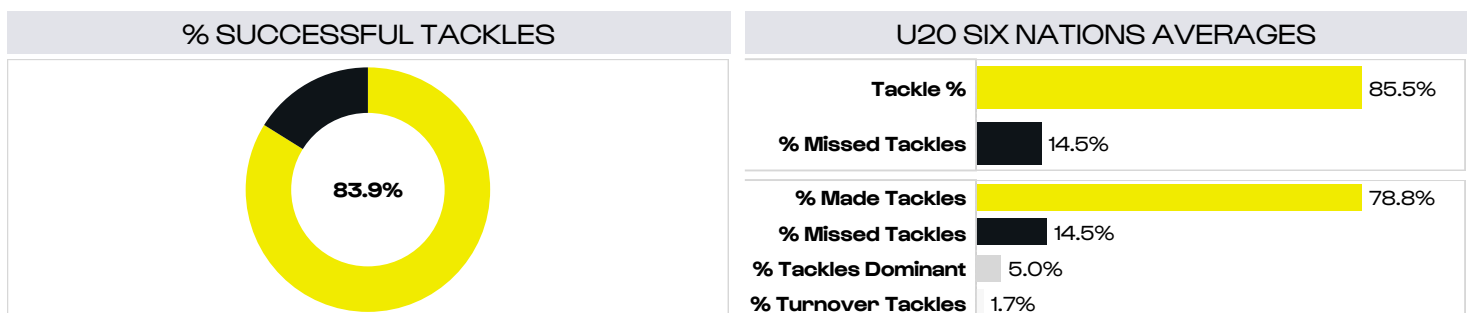 % SUCCESSFUL TACKLES
83.9%
U20 SIX NATIONS AVERAGES
Tackle % 85.5%
% Missed Tackles 14.5%
% Made Tackles 78.8%
% Missed Tackles 14.5%
% Tackles Dominant 5.0%
% Turnover Tackles 1.7%